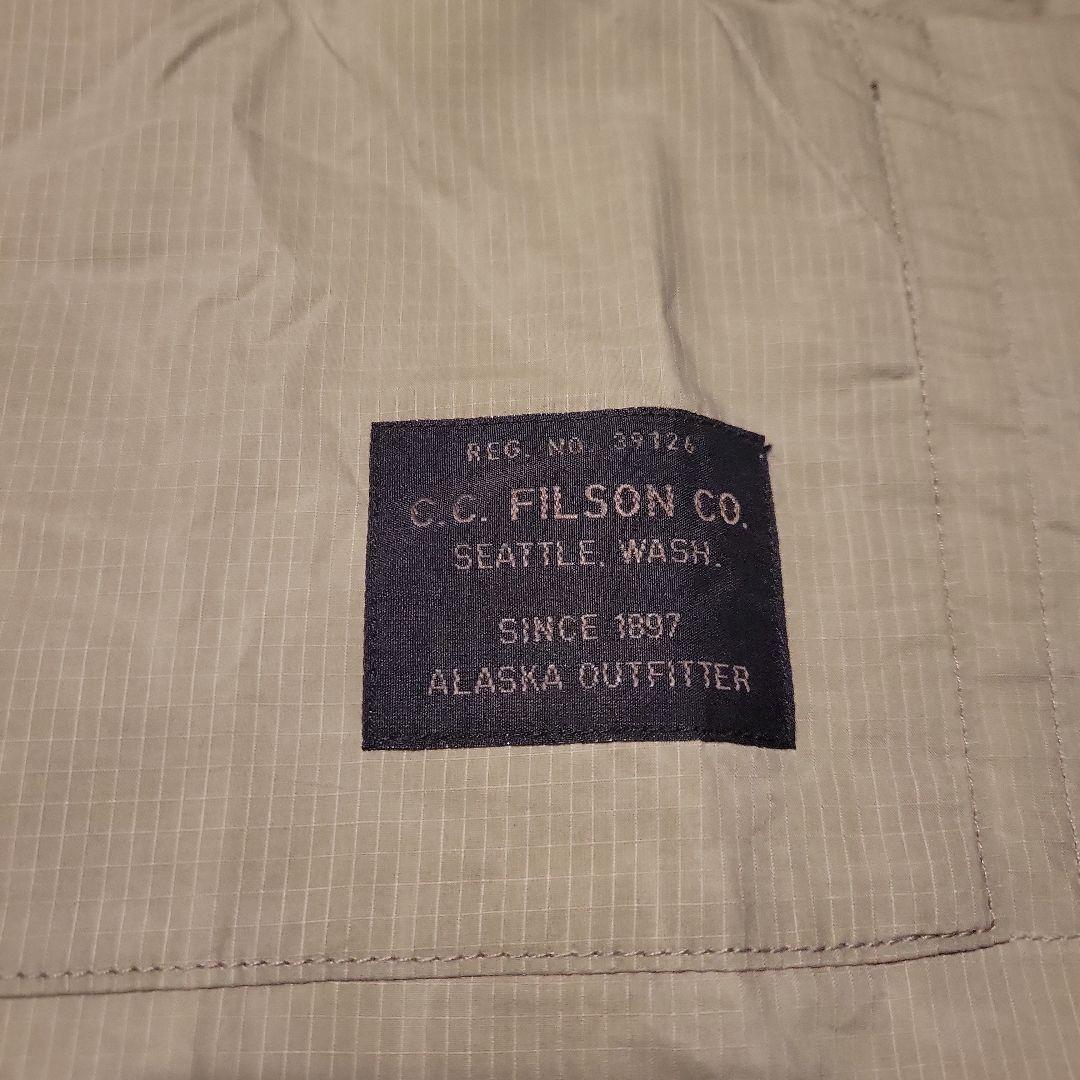 REG. NO 39126
C.C. FILSON CO.
SEATTLE, WASH.
SINCE 1897
ALASKA OUTFITTER